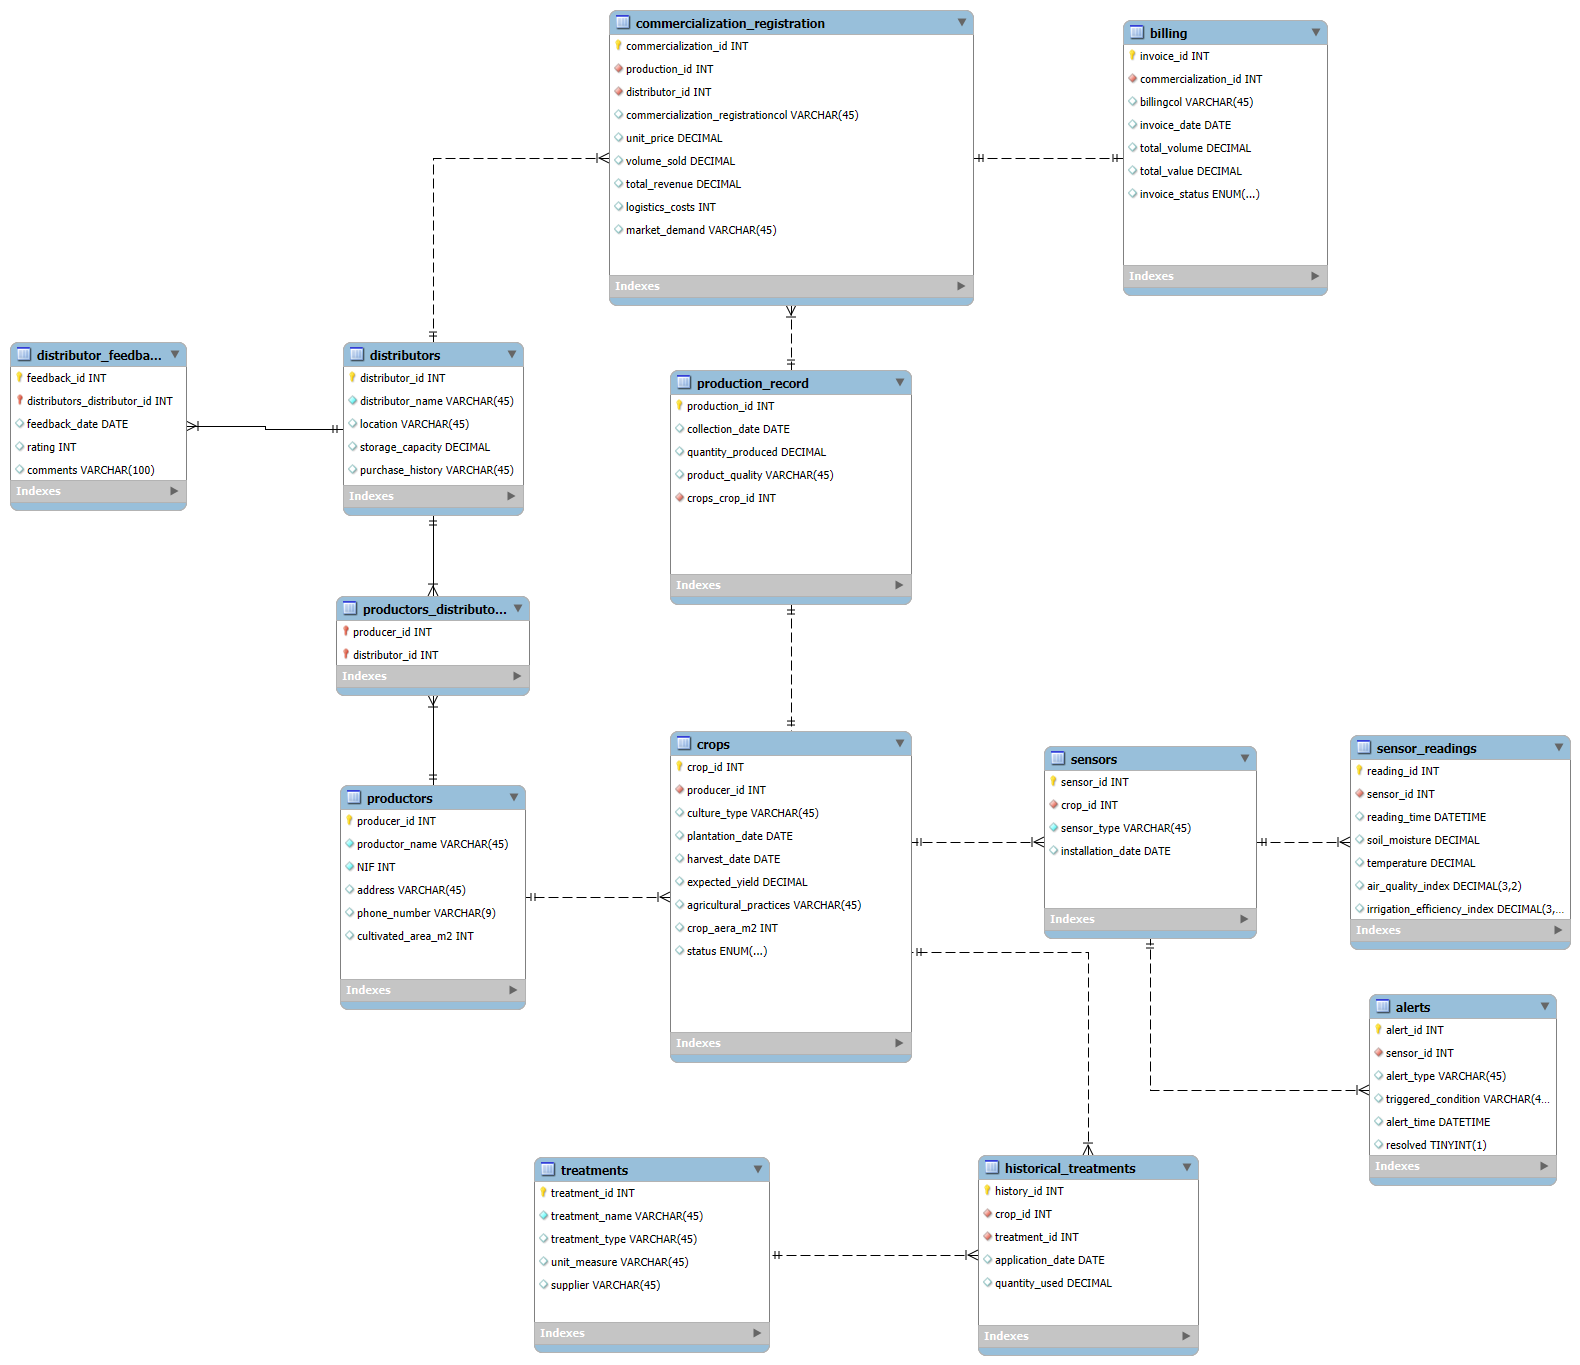 commercialization_registration
commercialization_id INT
production_id INT
distributor_id INT
commercialization_registrationcol VARCHAR(45)
unit_price DECIMAL
volume_sold DECIMAL
total_revenue DECIMAL
logistics_costs INT
market_demand VARCHAR(45)
Indexes
billing
invoice_id INT
commercialization_id INT
billingcol VARCHAR(45)
invoice_date DATE
total_volume DECIMAL
total_value DECIMAL
invoice_status ENUM(...)
Indexes
distributor_feedba...
feedback_id INT
distributors_distributor_id INT
feedback_date DATE
rating INT
comments VARCHAR(100)
Indexes
distributors
distributor_id INT
distributor_name VARCHAR(45)
location VARCHAR(45)
storage_capacity DECIMAL
purchase_history VARCHAR(45)
Indexes
production_record
production_id INT
collection_date DATE
quantity_produced DECIMAL
product_quality VARCHAR(45)
crops_crop_id INT
Indexes
productors_distributo...
producer_id INT
distributor_id INT
Indexes
productors
producer_id INT
productor_name VARCHAR(45)
NIF INT
address VARCHAR(45)
phone_number VARCHAR(9)
cultivated_area_m2 INT
Indexes
crops
crop_id INT
producer_id INT
culture_type VARCHAR(45)
plantation_date DATE
harvest_date DATE
expected_yield DECIMAL
agricultural_practices VARCHAR(45)
crop_aera_m2 INT
status ENUM(...)
Indexes
sensors
sensor_id INT
crop_id INT
sensor_type VARCHAR(45)
installation_date DATE
Indexes
sensor_readings
reading_id INT
sensor_id INT
reading_time DATETIME
soil_moisture DECIMAL
temperature DECIMAL
air_quality_index DECIMAL(3,2)
irrigation_efficiency_index DECIMAL(3,...
Indexes
alerts
alert_id INT
sensor_id INT
alert_type VARCHAR(45)
triggered_condition VARCHAR(4...
alert_time DATETIME
resolved TINYINT(1)
Indexes
treatments
treatment_id INT
treatment_name VARCHAR(45)
treatment_type VARCHAR(45)
unit_measure VARCHAR(45)
supplier VARCHAR(45)
Indexes
historical_treatments
history_id INT
crop_id INT
treatment_id INT
application_date DATE
quantity_used DECIMAL
Indexes